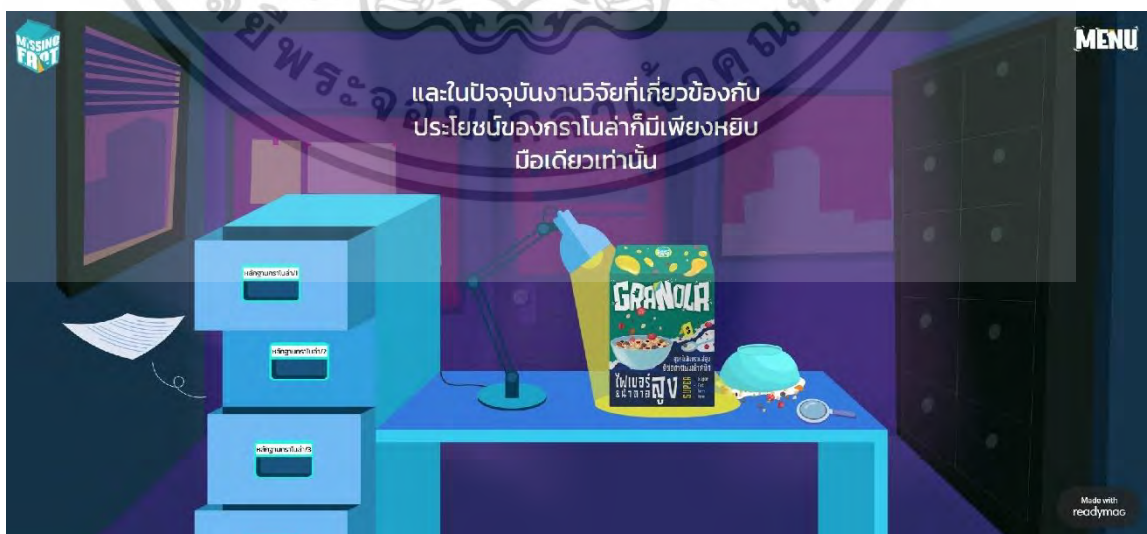 MISSING
FACT
MENU
และในปัจจุบันงานวิจัยที่เกี่ยวข้องกับ
ประโยชน์ของกราโนล่าก็มีเพียงหยิบ
มือเดียวเท่านั้น
หลักฐานกราโนล่า/1
หลักฐานกราโนล่า/2
หลักฐานกราโนล่า/3
GRANOLA
ไฟเบอร์
&น้ำตาล
สูง
SUPER
Made with
readymag